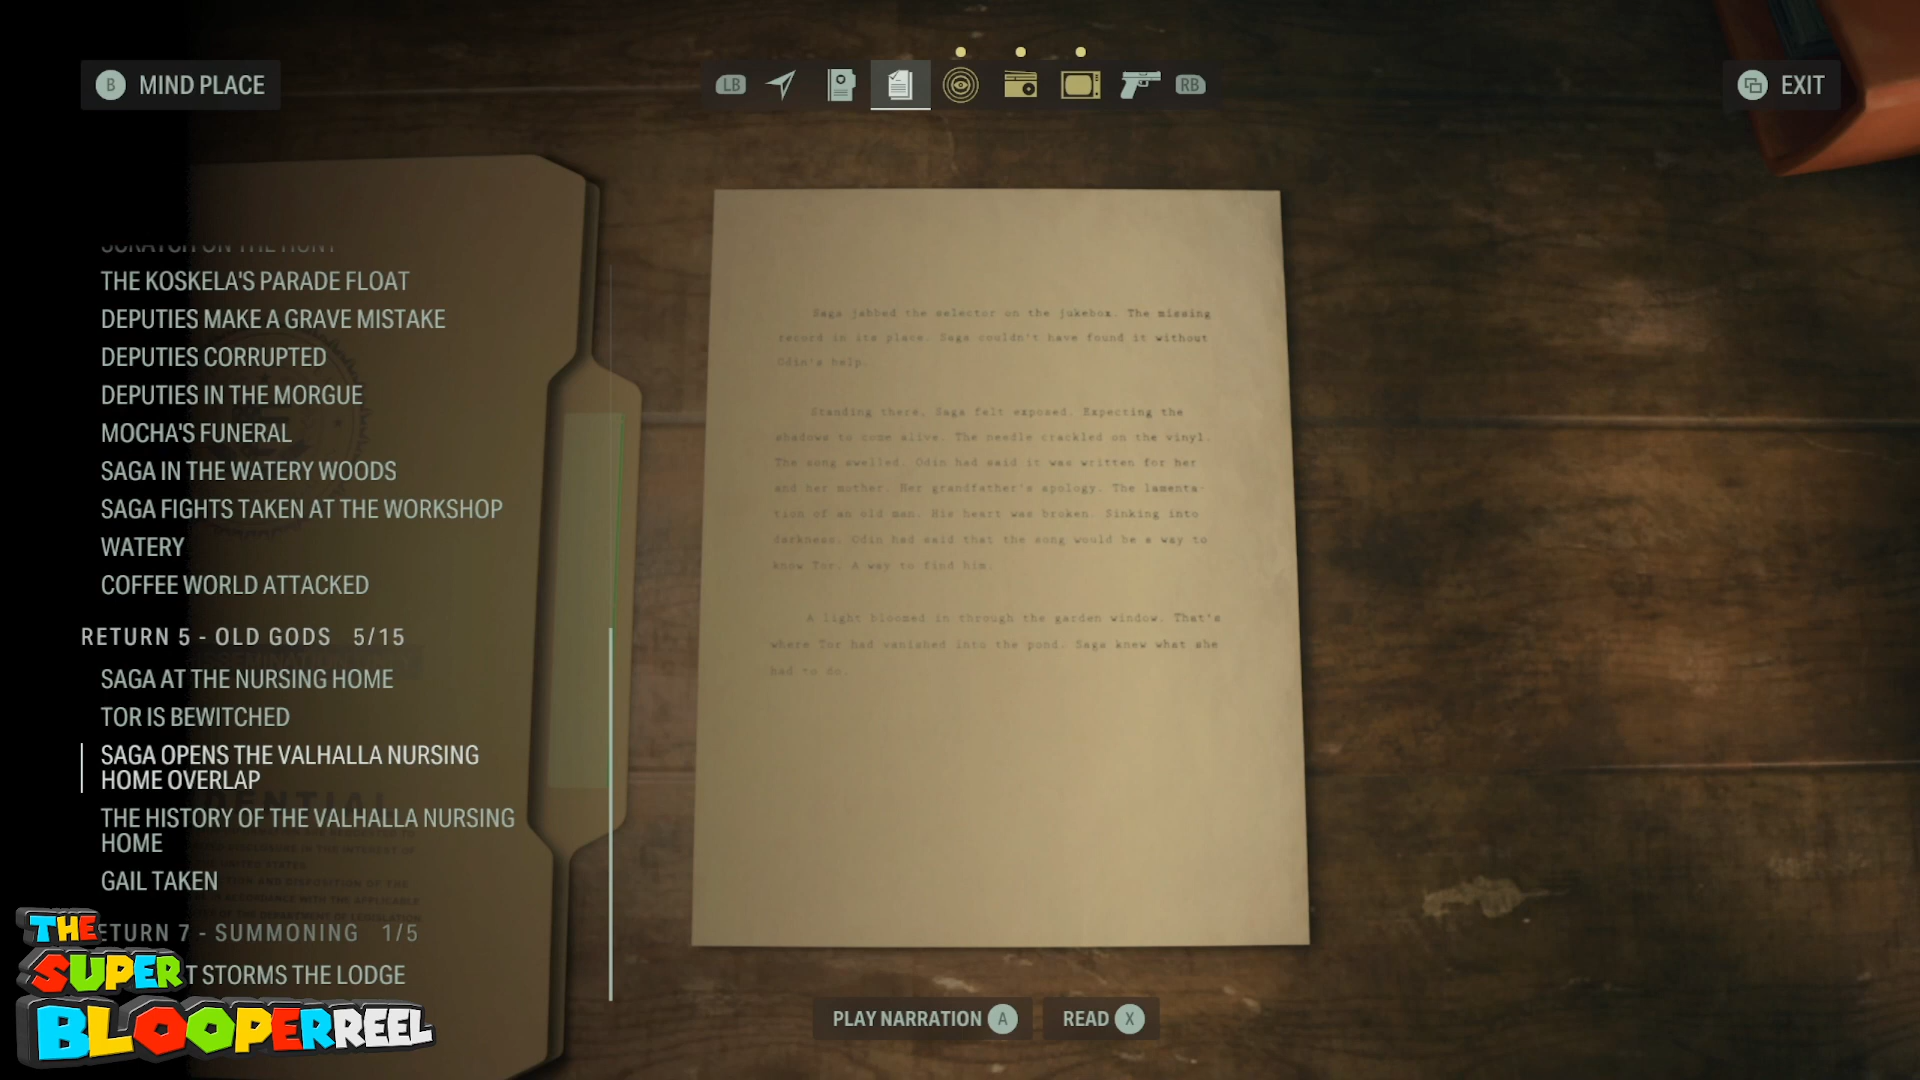 B MIND PLACE
LB
RB
EXIT
SCRATCH ON THE HUNT
THE KOSKELA'S PARADE FLOAT
DEPUTIES MAKE A GRAVE MISTAKE
DEPUTIES CORRUPTED
DEPUTIES IN THE MORGUE
MOCHA'S FUNERAL
SAGA IN THE WATERY WOODS
SAGA FIGHTS TAKEN AT THE WORKSHOP
WATERY
COFFEE WORLD ATTACKED
RETURN 5 - OLD GODS 5/15
SAGA AT THE NURSING HOME
TOR IS BEWITCHED
SAGA OPENS THE VALHALLA NURSING
HOME OVERLAP
THE HISTORY OF THE VALHALLA NURSING
HOME
GAIL TAKEN
ETURN 7 - SUMMONING 1/5
T STORMS THE LODGE
THE
SUPER
BLOOPERREEL
Saga jabbed the selector on the jukebox. The missing
record in its place. Saga couldn't have found it without
Odin's help.
Standing there, Saga felt exposed. Expecting the
shadows to come alive. The needle crackled on the vinyl.
The song swelled. Odin had said it was written for her
and her mother. Her grandfather's apology. The lamenta-
tion of an old man. His heart was broken. Sinking into
darkness. Odin had said that the song would be a way to
know Tor. A way to find him.
A light bloomed in through the garden window. That's
where Tor had vanished into the pond. Saga knew what she
had to do.
PLAY NARRATION A
READ X